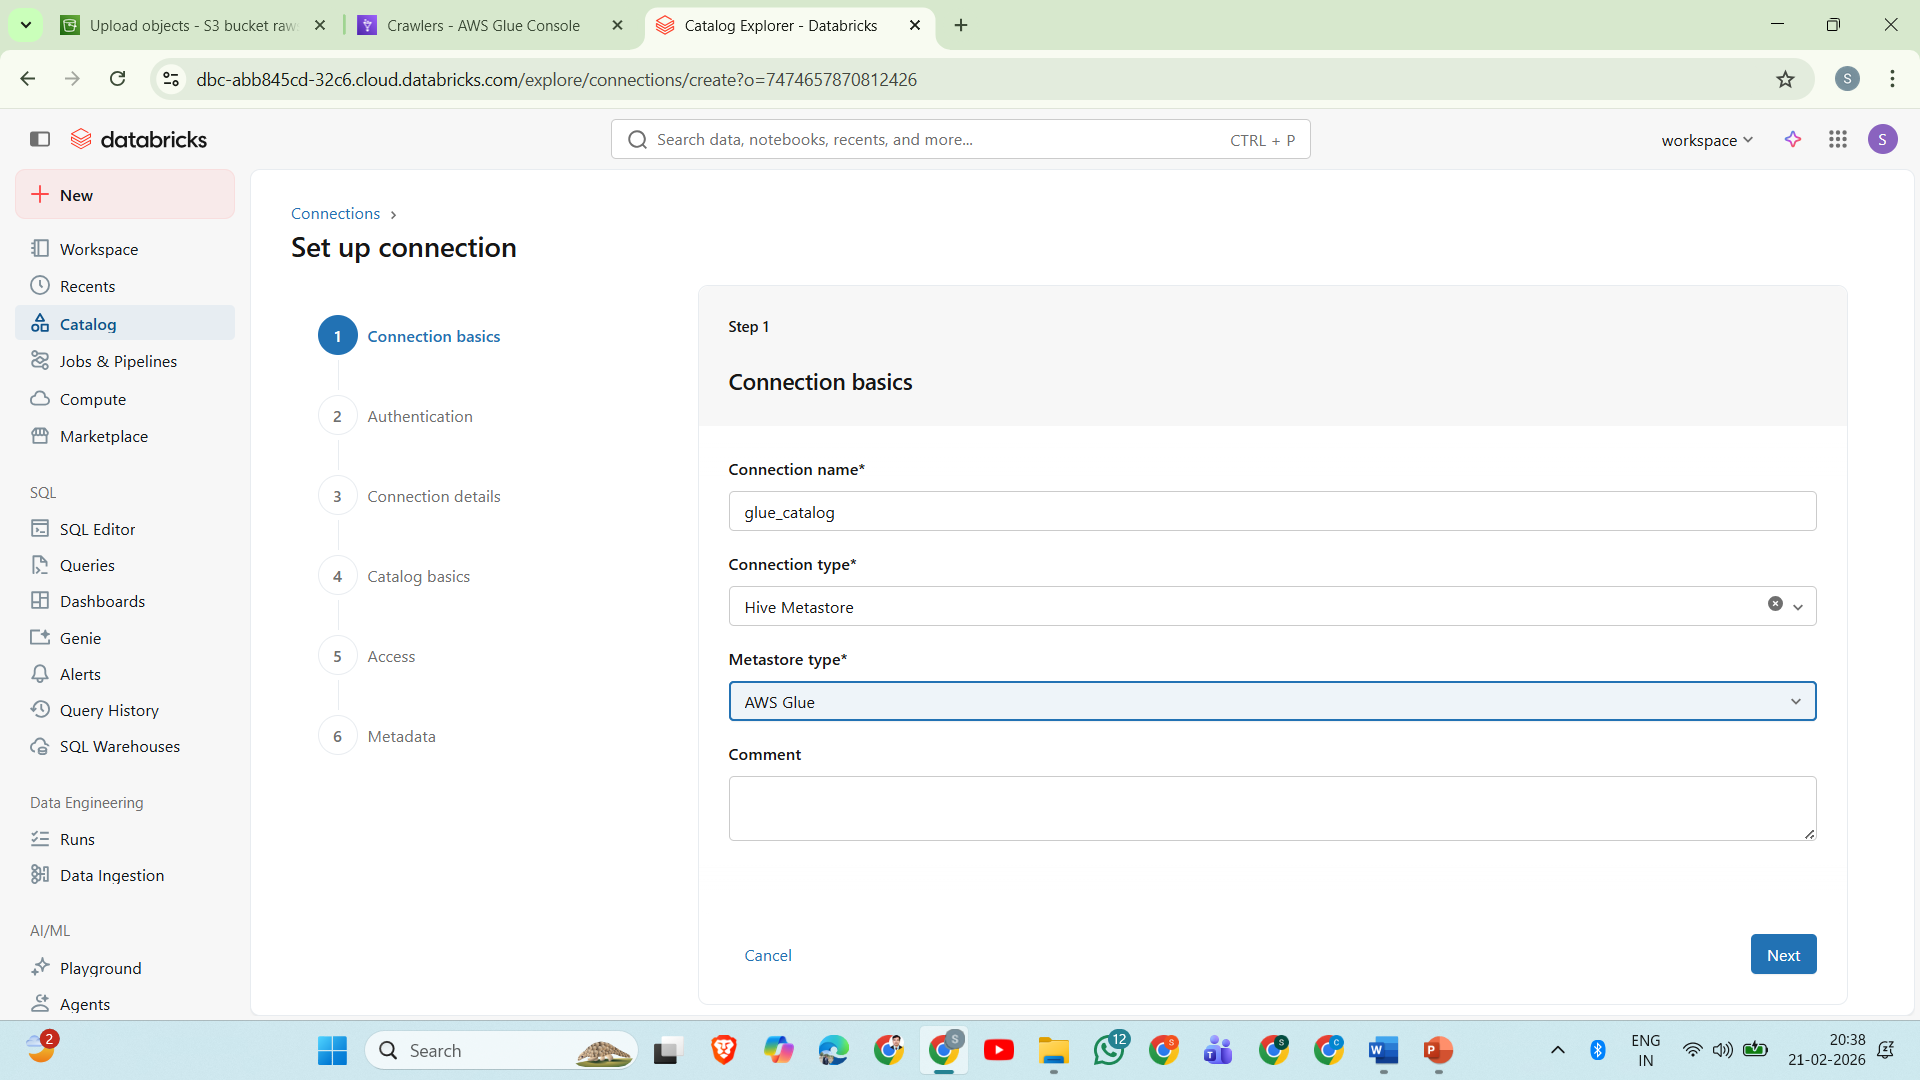 Upload objects - S3 bucket raw
Crawlers - AWS Glue Console
Catalog Explorer - Databricks
dbc-abb845cd-32c6.cloud.databricks.com/explore/connections/create?o=7474657870812426
S
databricks
Search data, notebooks, recents, and more...
CTRL + P
workspace
S
New
Workspace
Recents
Catalog
Jobs & Pipelines
Compute
Marketplace
SQL
SQL Editor
Queries
Dashboards
Genie
Alerts
Query History
SQL Warehouses
Data Engineering
Runs
Data Ingestion
AI/ML
Playground
Agents
Connections
Set up connection
1 Connection basics
2 Authentication
3 Connection details
4 Catalog basics
5 Access
6 Metadata
Step 1
Connection basics
Connection name*
glue_catalog
Connection type*
Hive Metastore
Metastore type*
AWS Glue
Comment
Cancel
Next
2
Search
S
12
S
T
S
C
W
P
ENG
IN
20:38
21-02-2026